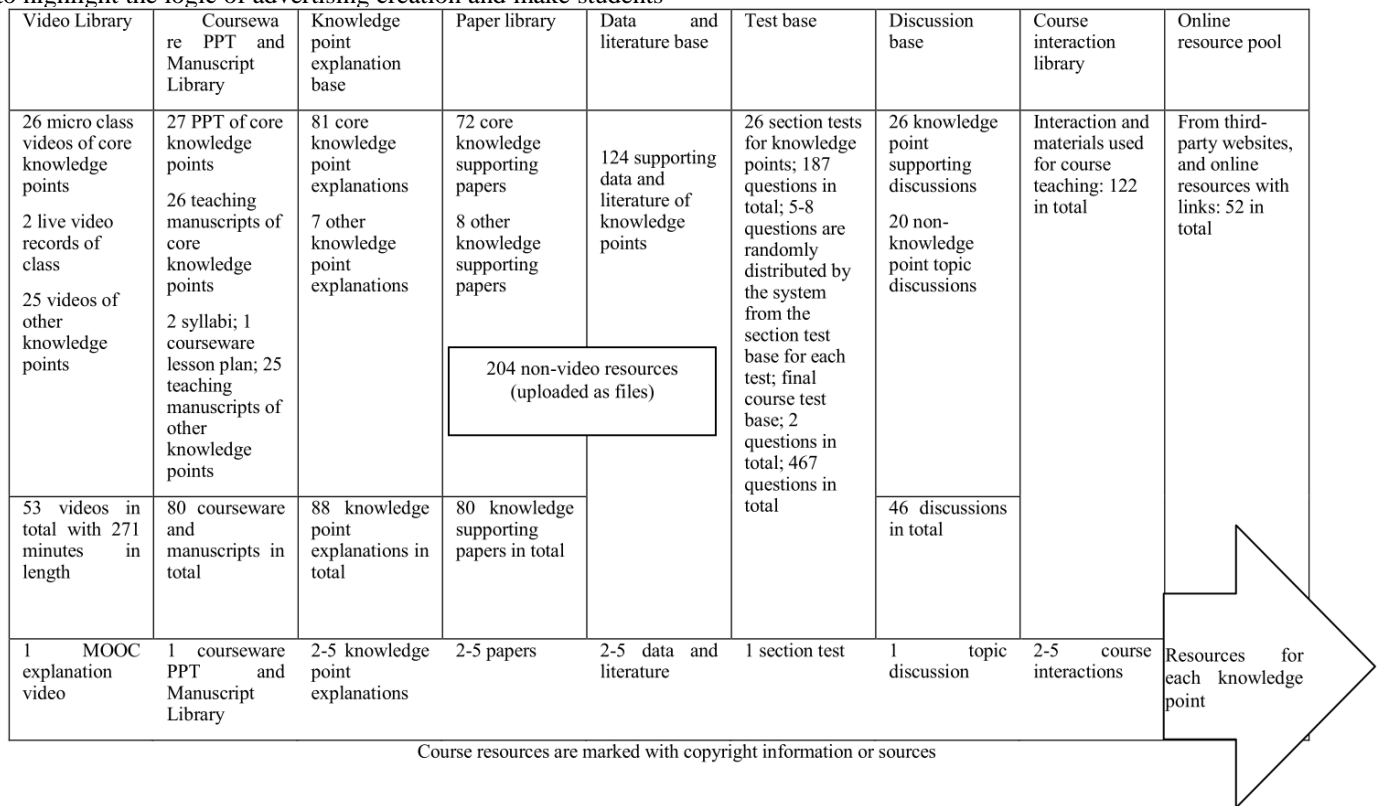 to highlight the logic of advertising creation and make students
Video Library
Coursewa
re PPT and
Manuscript
Library
Knowledge
point
explanation
base
Paper library
Data and
literature base
Test base
Discussion
base
Course
interaction
library
Online
resource pool
26 micro class
videos of core
knowledge
points
2 live video
records of
class
25 videos of
other
knowledge
points
27 PPT of core
knowledge
points
26 teaching
manuscripts of
core
knowledge
points
2 syllabi; 1
courseware
lesson plan; 25
teaching
manuscripts of
other
knowledge
points
81 core
knowledge
point
explanations
7 other
knowledge
point
explanations
72 core
knowledge
supporting
papers
8 other
knowledge
supporting
papers
124 supporting
data and
literature of
knowledge
points
204 non-video resources
(uploaded as files)
26 section tests
for knowledge
points; 187
questions in
total; 5-8
questions are
randomly
distributed by
the system
from the
section test
base for each
test; final
course test
base; 2
questions in
total; 467
questions in
total
26 knowledge
point
supporting
discussions
20 non-
knowledge
point topic
discussions
Interaction and
materials used
for course
teaching: 122
in total
From third-
party websites,
and online
resources with
links: 52 in
total
53 videos in
total with 271
minutes in
length
80 courseware
and
manuscripts in
total
88 knowledge
point
explanations in
total
80 knowledge
supporting
papers in total
46 discussions
in total
1 MOOC
explanation
video
1 courseware
PPT and
Manuscript
Library
2-5 knowledge
point
explanations
2-5 papers
2-5 data and
literature
1 section test
1 topic
discussion
2-5 course
interactions
Resources for
each knowledge
point
Course resources are marked with copyright information or sources